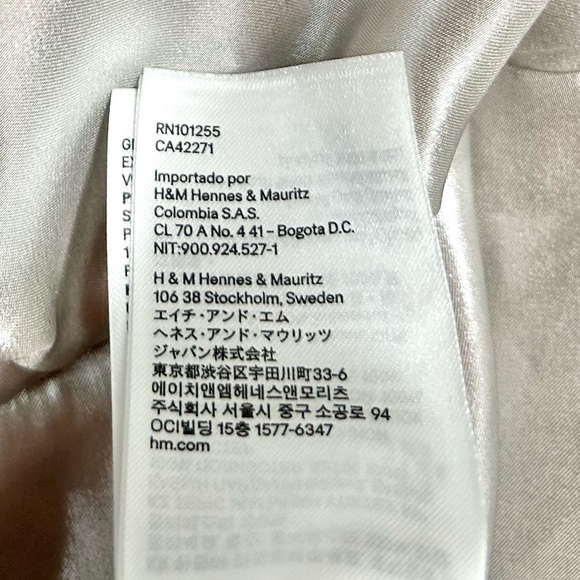 RN101255
CA42271
Importado por
H&M Hennes & Mauritz
Colombia S.A.S.
CL 70 A No. 4 41 – Bogota D.C.
NIT:900.924.527-1
H & M Hennes & Mauritz
106 38 Stockholm, Sweden
エイチ・アンド・エム
ヘネス・アンド・マウリッツ
ジャパン株式会社
東京都渋谷区宇田川町33-6
에이치앤엠헤네스앤모리츠
주식회사 서울시 중구 소공로 94
OCI빌딩 15층 1577-6347
hm.com